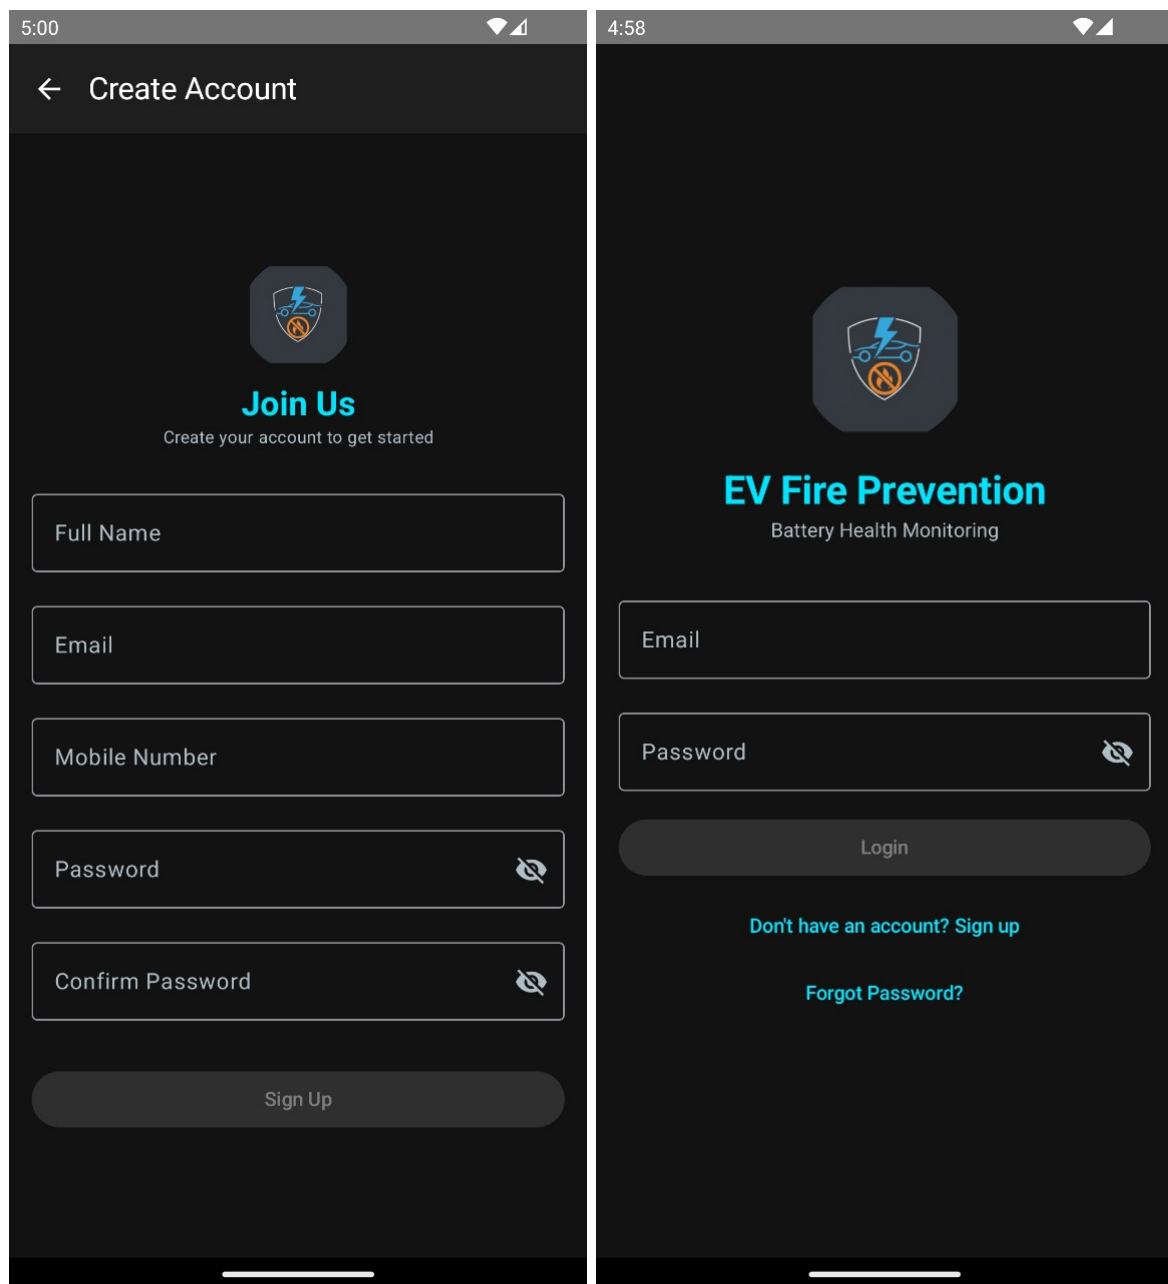 5:00
Create Account
Join Us
Create your account to get started
Full Name
Email
Mobile Number
Password
Confirm Password
Sign Up
4:58
EV Fire Prevention
Battery Health Monitoring
Email
Password
Login
Don't have an account? Sign up
Forgot Password?